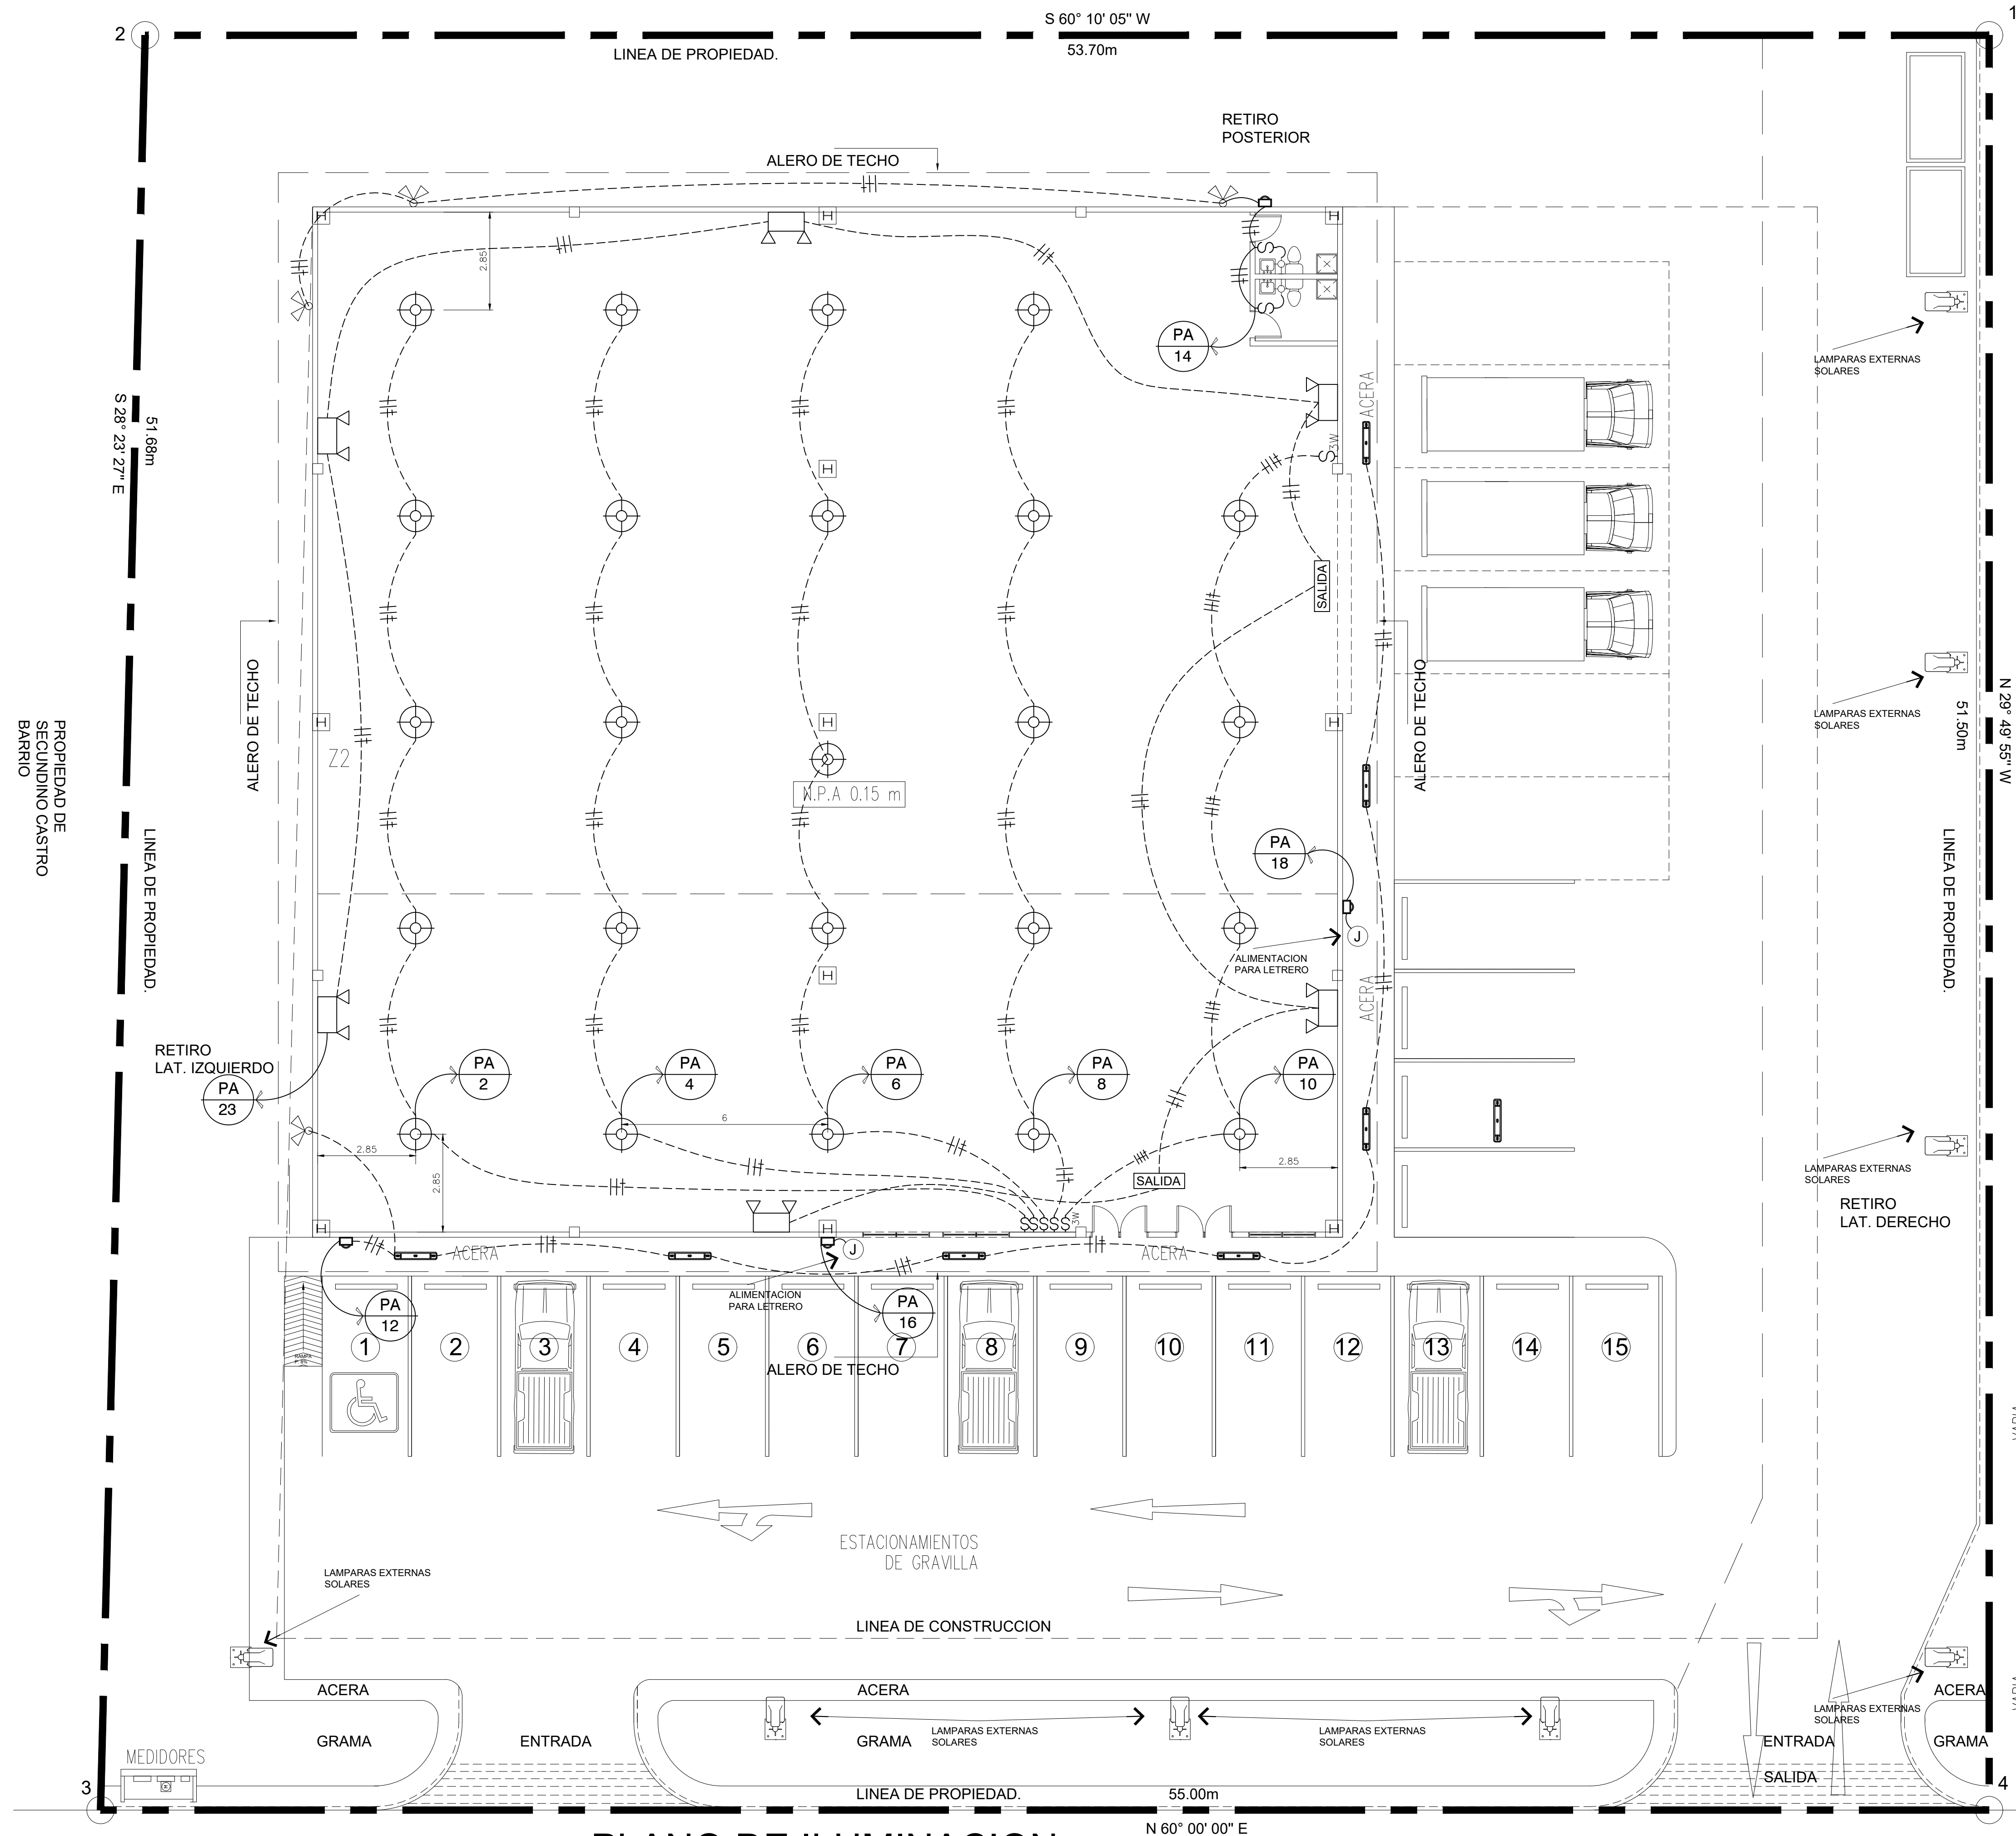 S 60° 10' 05" W
1
2
LINEA DE PROPIEDAD.
53.70m
RETIRO
POSTERIOR
ALERO DE TECHO
2.85
S
S
PA
14
LAMPARAS EXTERNAS
SOLARES
ACERA
S 28° 23' 27" E
51.68m
S3W
SALIDA
PROPIEDAD DE
SECUNDINO CASTRO
BARRIO
ALERO DE TECHO
ALERO DE TECHO
LAMPARAS EXTERNAS
SOLARES
N 29° 49' 55" W
51.50m
Z2
N.P.A 0.15 m
LINEA DE PROPIEDAD.
LINEA DE PROPIEDAD.
PA
18
J
ALIMENTACION
PARA LETRERO
ACERA
RETIRO
LAT. IZQUIERDO
PA
23
PA
2
PA
4
PA
6
PA
8
PA
10
6
2.85
2.85
2.85
SALIDA
SSSSS
3W
LAMPARAS EXTERNAS
SOLARES
RETIRO
LAT. DERECHO
ACERA
J
ACERA
ALIMENTACION
PARA LETRERO
PA
12
PA
16
RAMPA
P: 8%
1
2
3
4
5
6
7
8
9
10
11
12
13
14
15
ALERO DE TECHO
ESTACIONAMIENTOS
DE GRAVILLA
LAMPARAS EXTERNAS
SOLARES
LINEA DE CONSTRUCCION
ACERA
ACERA
ACERA
LAMPARAS EXTERNAS
SOLARES
GRAMA
ENTRADA
GRAMA
LAMPARAS EXTERNAS
SOLARES
LAMPARAS EXTERNAS
SOLARES
ENTRADA
GRAMA
MEDIDORES
SALIDA
3
4
LINEA DE PROPIEDAD.
55.00m
N 60° 00' 00" E
PLANO DE ILUMINACION